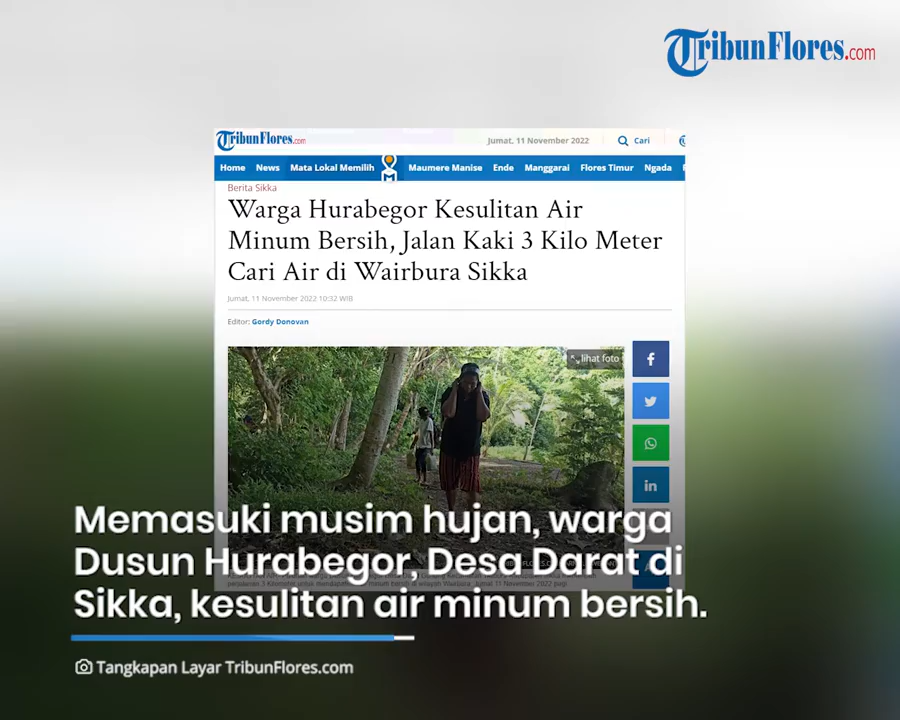 TribunFlores.com
TribunFlores.com
Jumat, 11 November 2022
Cari
Home News Mata Lokal Memilih Maumere Manise Ende Manggarai Flores Timur Ngada
Berita Sikka
Warga Hurabegor Kesulitan Air
Minum Bersih, Jalan Kaki 3 Kilo Meter
Cari Air di Wairbura Sikka
Jumat, 11 November 2022 10:32 WIB
Editor: Gordy Donovan
lihat foto
Memasuki musim hujan, warga
Dusun Hurabegor, Desa Darat di
Sikka, kesulitan air minum bersih.
Tangkapan Layar TribunFlores.com